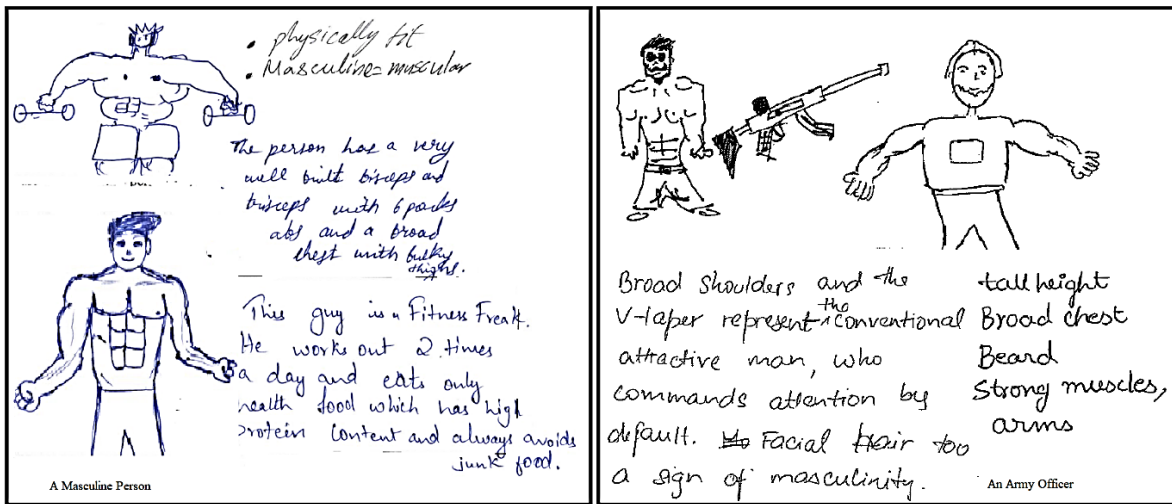 • physically fit
• Masculine = muscular
The person has a very
well built bisceps and
trisceps with 6 packs
abs and a broad
chest with bulky
thighs.
This guy is a Fitness Freak.
He works out 2 times
a day and eats only
health food which has high
protein content and always avoids
junk food.
A Masculine Person
Broad Shoulders and the
V-taper represent the conventional
attractive man, who
commands attention by
default. Facial hair too
a sign of masculinity.
tall height
Broad chest
Beard
Strong muscles,
arms
An Army Officer